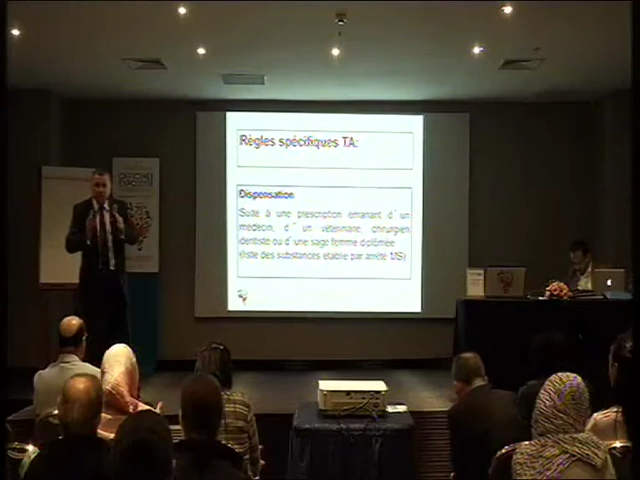 Règles spécifiques TA:
Dispensation
Suite à une prescription émanant d'un
médecin, d'un vétérinaire, chirurgien
dentiste ou d'une sage femme diplômée
(liste des substances établie par arrêté MS)